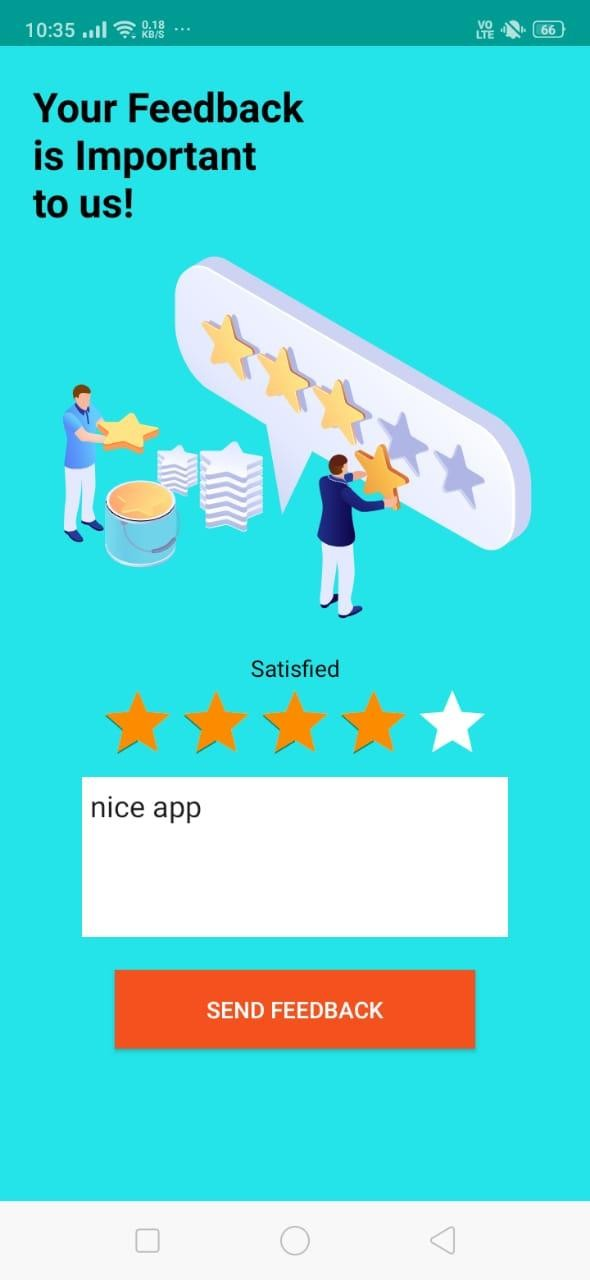 10:35 0.18 KB/S ... VO LTE 66
Your Feedback
is Important
to us!
Satisfied
nice app
SEND FEEDBACK